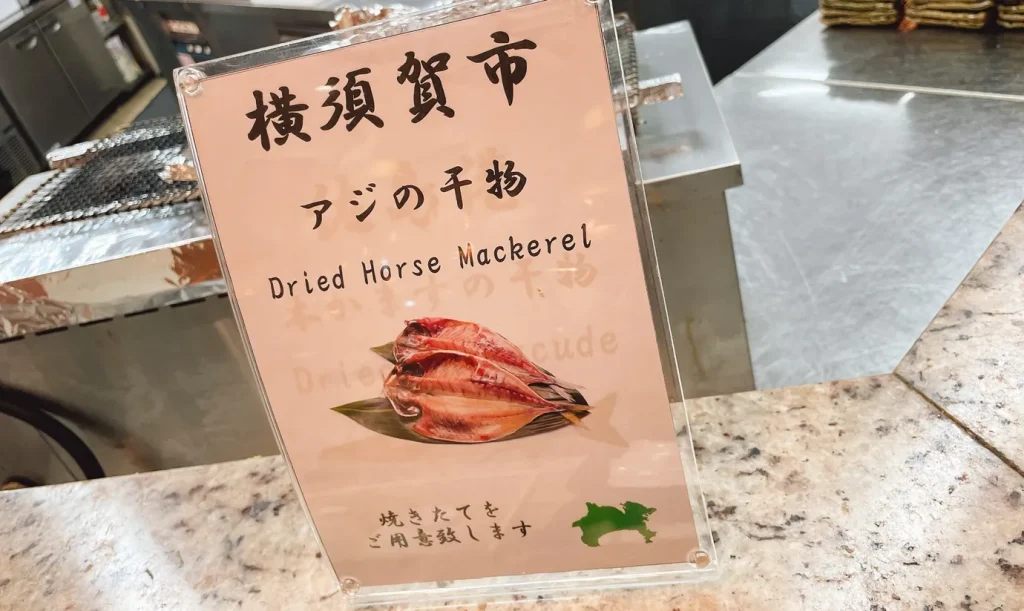 横須賀市
アジの干物
Dried Horse Mackerel
焼きたてを
ご用意致します